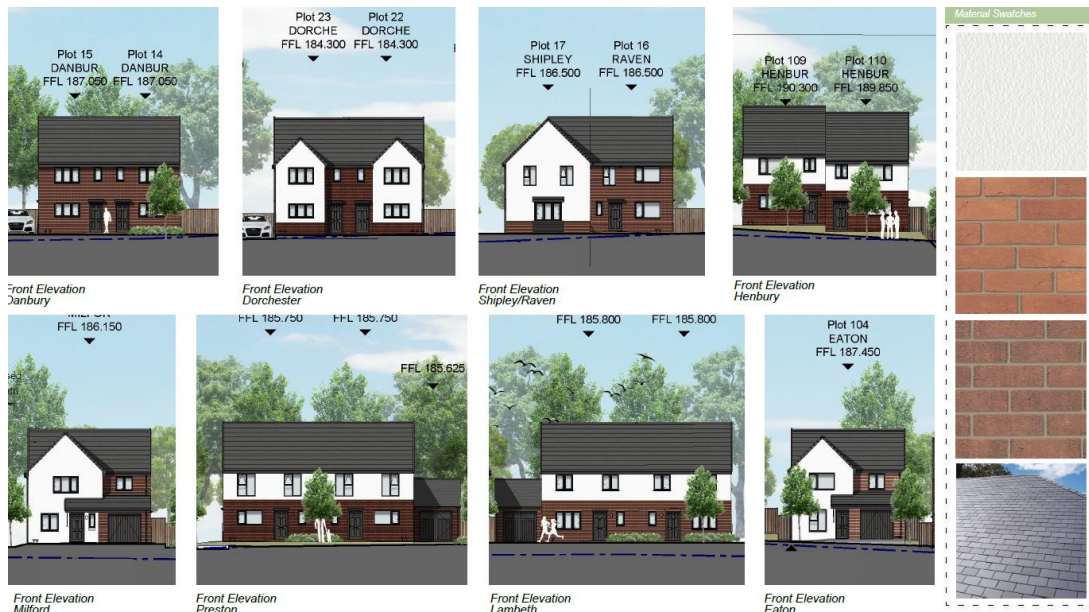 Material Swatches
Plot 15
DANBUR
FFL 187.050
Plot 14
DANBUR
FFL 187.050
Front Elevation
Danbury
Plot 23
DORCHE
FFL 184.300
Plot 22
DORCHE
FFL 184.300
Front Elevation
Dorchester
Plot 17
SHIPLEY
FFL 186.500
Plot 16
RAVEN
FFL 186.500
Front Elevation
Shipley/Raven
Plot 109
HENBUR
FFL 190.300
Plot 110
HENBUR
FFL 189.850
Front Elevation
Henbury
FFL 186.150
Front Elevation
Milford
FFL 185.750
FFL 185.750
FFL 185.625
Front Elevation
Preston
FFL 185.800
FFL 185.800
Front Elevation
Lambeth
Plot 104
EATON
FFL 187.450
Front Elevation
Eaton